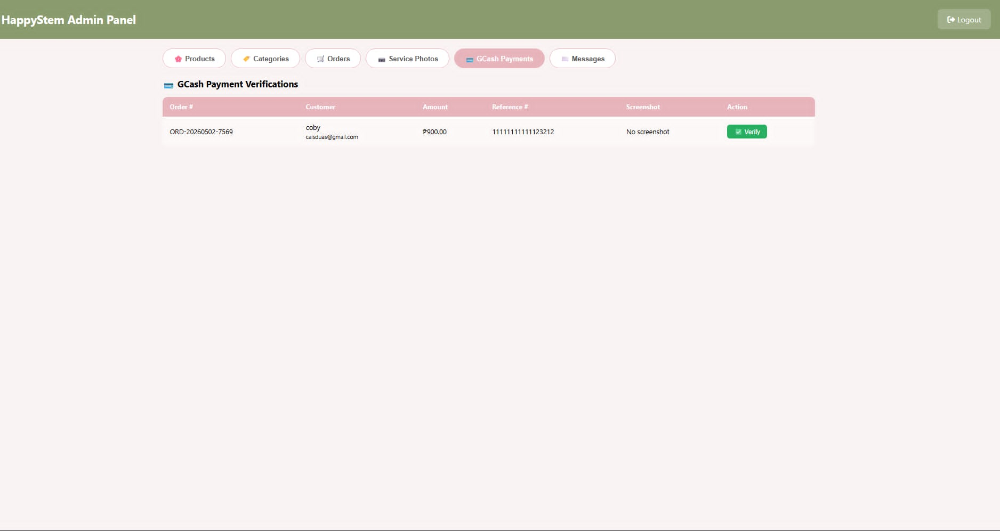 HappyStem Admin Panel
Logout
Products
Categories
Orders
Service Photos
GCash Payments
Messages
GCash Payment Verifications
Order # Customer Amount Reference # Screenshot Action
ORD-20260502-7569 coby ₱900.00 11111111111123212 No screenshot Verify
caisduas@gmail.com